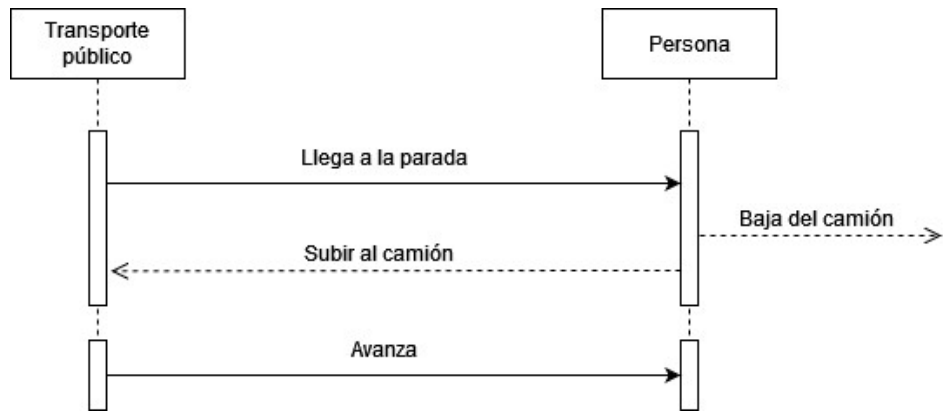 Transporte
público
Persona
Llega a la parada
Baja del camión
Subir al camión
Avanza